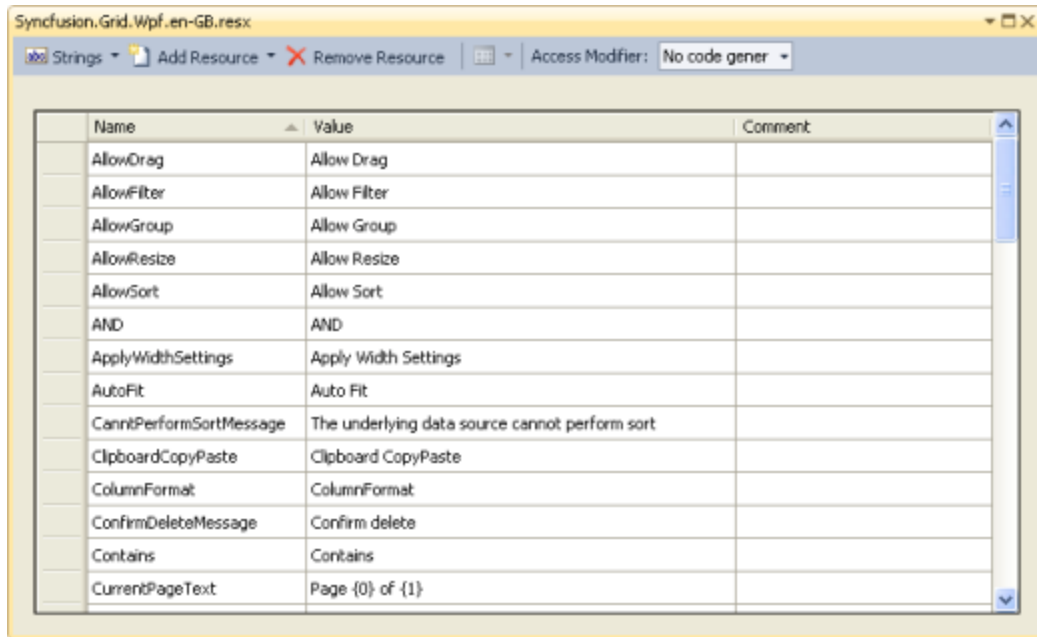 Syncfusion.Grid.Wpf.en-GB.resx
abc Strings Add Resource Remove Resource Access Modifier: No code gener
Name Value Comment
AllowDrag Allow Drag
AllowFilter Allow Filter
AllowGroup Allow Group
AllowResize Allow Resize
AllowSort Allow Sort
AND AND
ApplyWidthSettings Apply Width Settings
AutoFit Auto Fit
CanntPerformSortMessage The underlying data source cannot perform sort
ClipboardCopyPaste Clipboard CopyPaste
ColumnFormat ColumnFormat
ConfirmDeleteMessage Confirm delete
Contains Contains
CurrentPageText Page {0} of {1}